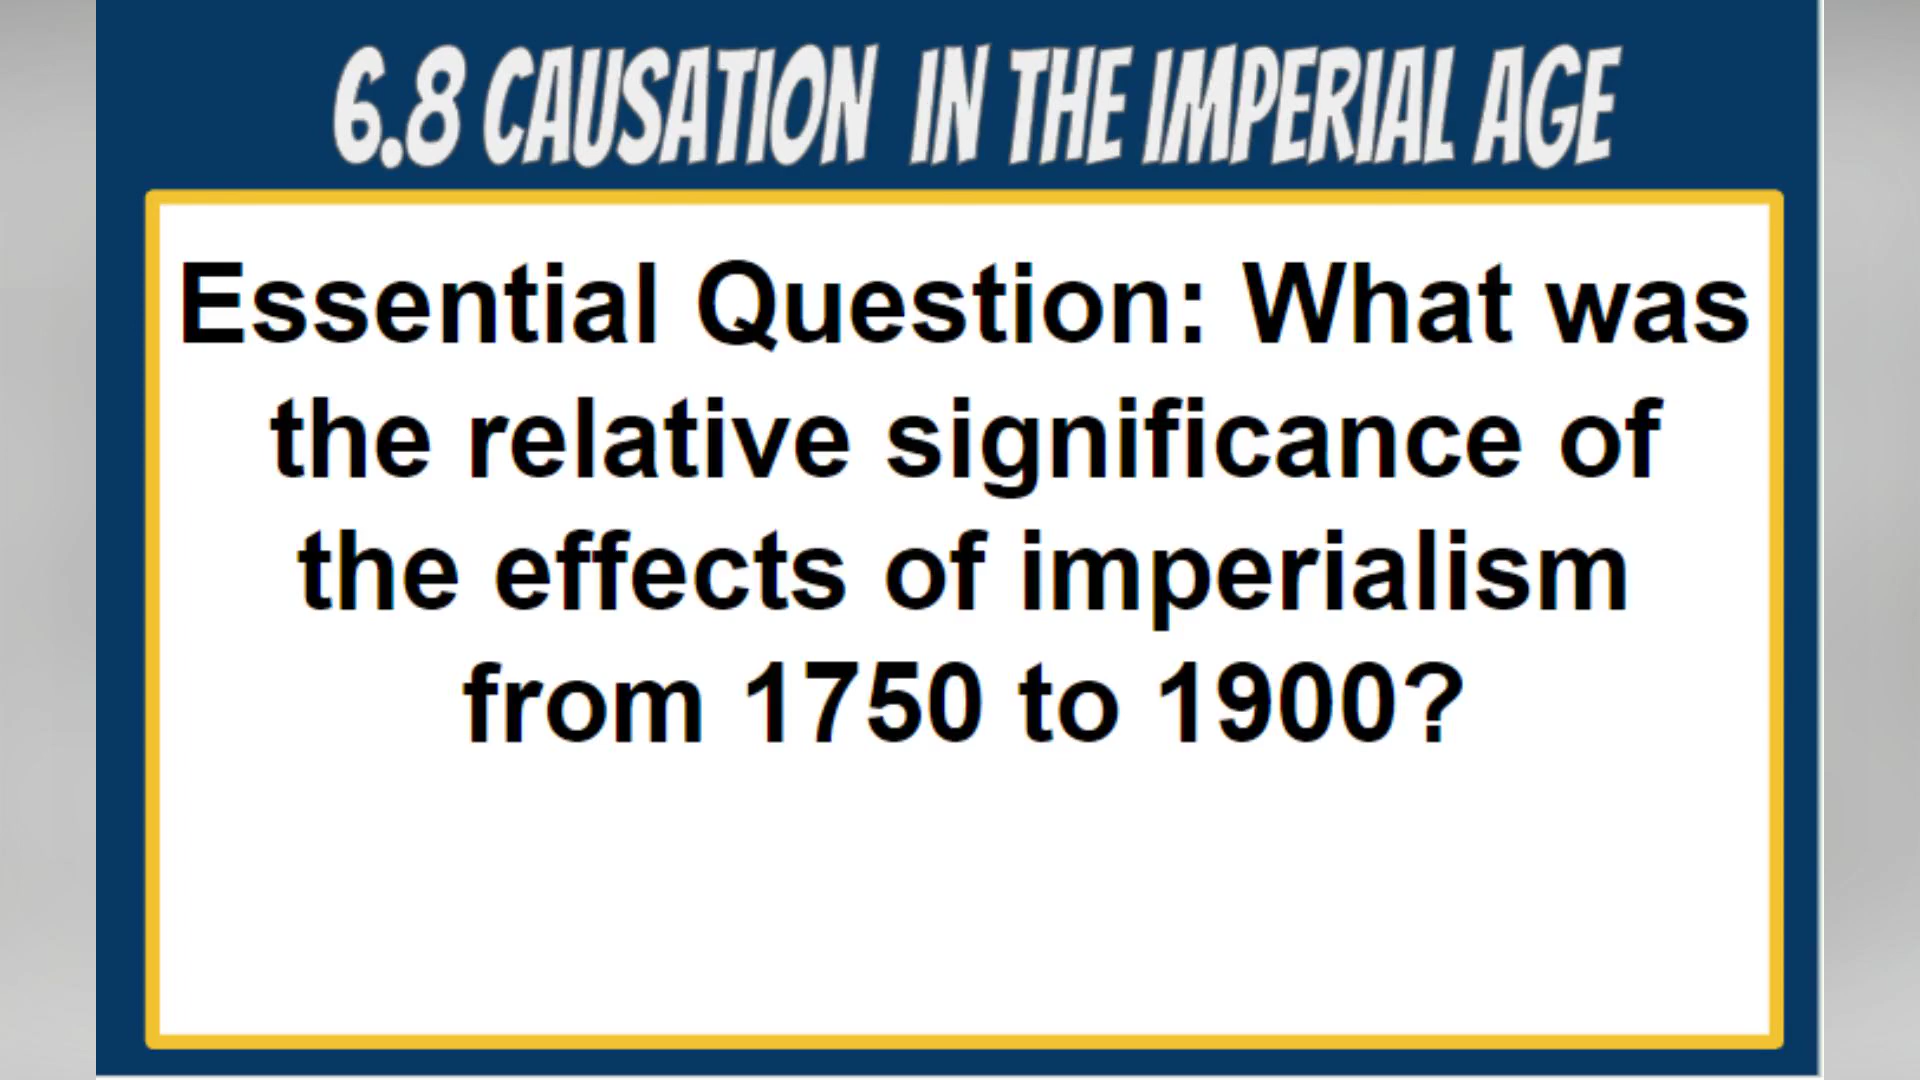 6.8 CAUSATION IN THE IMPERIAL AGE
Essential Question: What was
the relative significance of
the effects of imperialism
from 1750 to 1900?